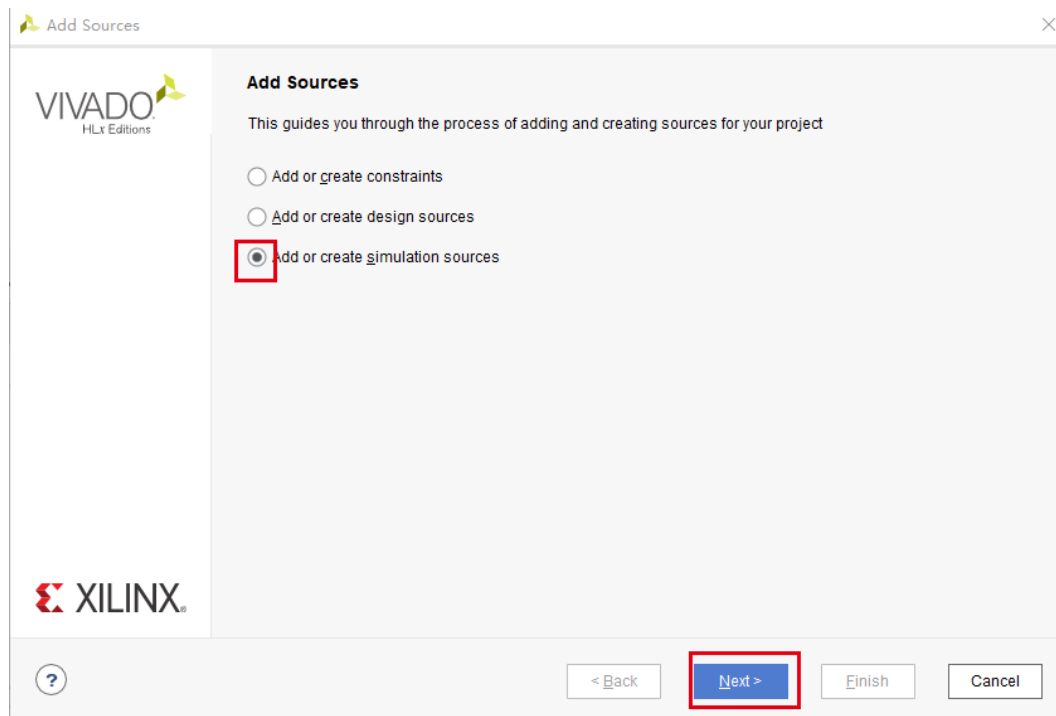 Add Sources
VIVADO.
HLx Editions
Add Sources
This guides you through the process of adding and creating sources for your project
Add or create constraints
Add or create design sources
Add or create simulation sources
XILINX®
?
< Back
Next >
Finish
Cancel